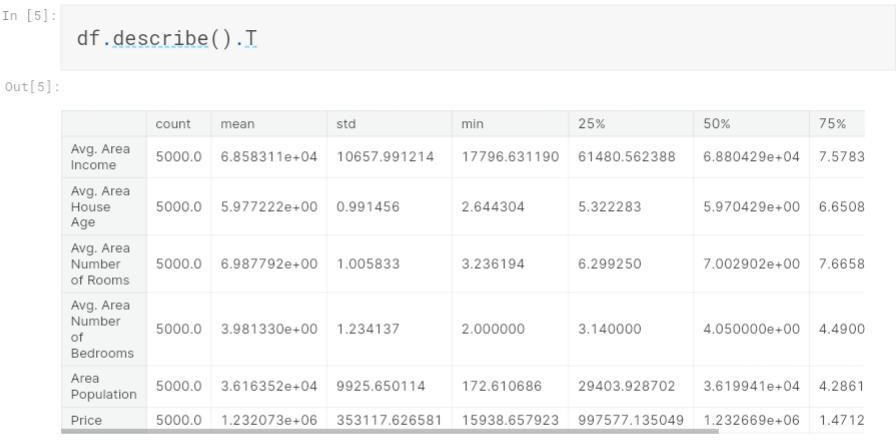 In [5]:
df.describe().T
Out[5]:
count mean std min 25% 50% 75%
Avg. Area
Income
5000.0 6.858311e+04 10657.991214 17796.631190 61480.562388 6.880429e+04 7.5783
Avg. Area
House
Age
5000.0 5.977222e+00 0.991456 2.644304 5.322283 5.970429e+00 6.6508
Avg. Area
Number
of Rooms
5000.0 6.987792e+00 1.005833 3.236194 6.299250 7.002902e+00 7.6658
Avg. Area
Number
of
Bedrooms
5000.0 3.981330e+00 1.234137 2.000000 3.140000 4.050000e+00 4.4900
Area
Population
5000.0 3.616352e+04 9925.650114 172.610686 29403.928702 3.619941e+04 4.2861
Price 5000.0 1.232073e+06 353117.626581 15938.657923 997577.135049 1.232669e+06 1.4712